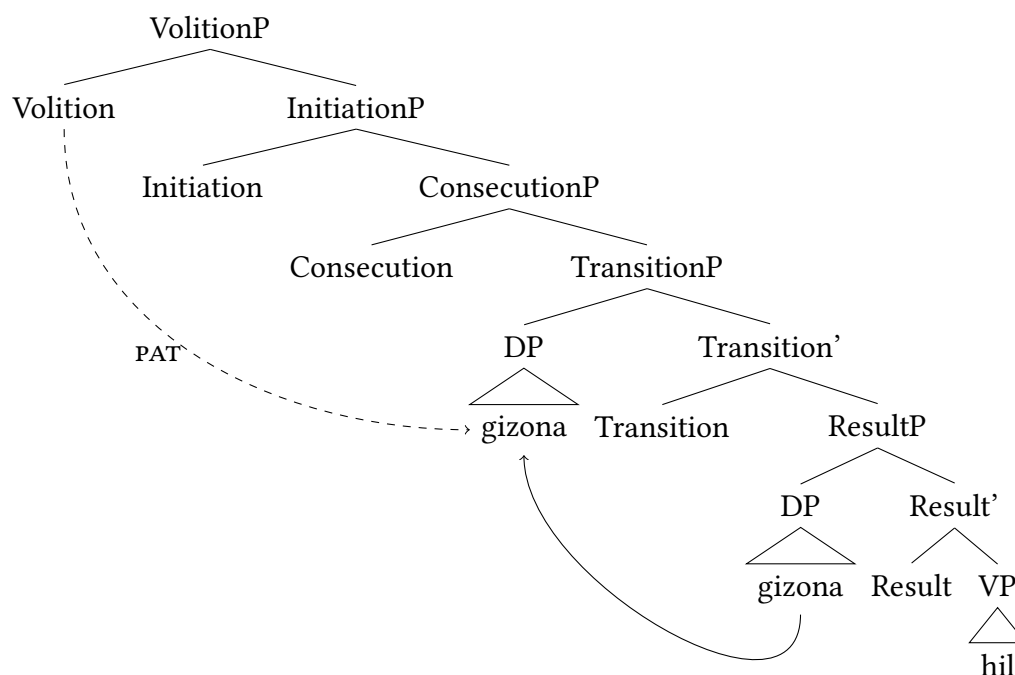 VolitionP
Volition InitiationP
Initiation ConsecutionP
Consecution TransitionP
DP Transition’
PAT
gizona Transition ResultP
DP Result’
gizona Result VP
hil